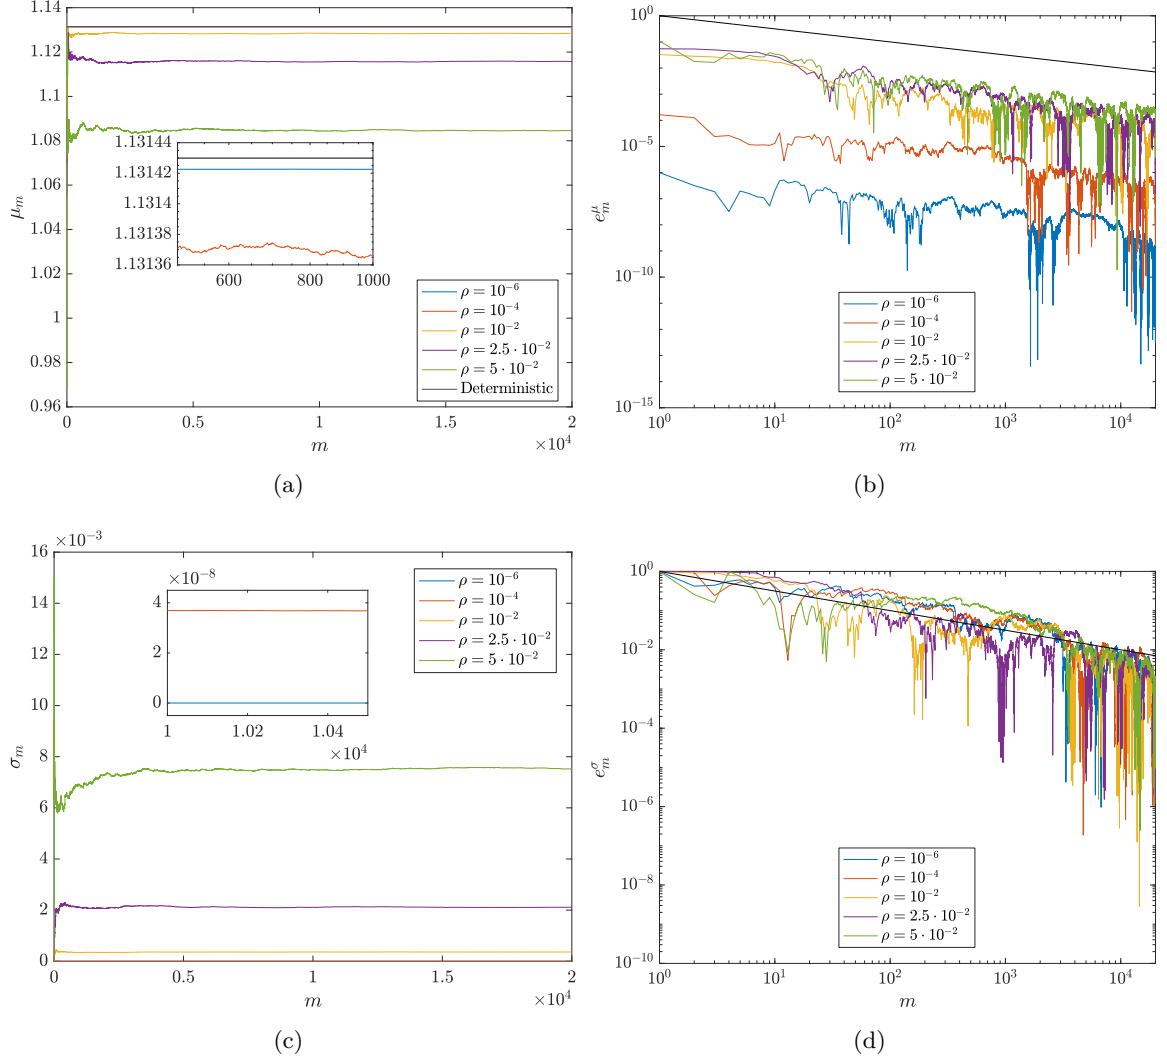 1.14
1.12
1.1
1.08
1.06
1.04
1.02
1
0.98
0.96
μ_m
0
0.5
1
1.5
2
×10^4
m
1.13144
1.13142
1.1314
1.13138
1.13136
600
800
1000
ρ = 10^−6
ρ = 10^−4
ρ = 10^−2
ρ = 2.5 · 10^−2
ρ = 5 · 10^−2
Deterministic
(a)
10^0
10^−5
10^−10
10^−15
e^μ_m
10^0
10^1
10^2
10^3
10^4
m
ρ = 10^−6
ρ = 10^−4
ρ = 10^−2
ρ = 2.5 · 10^−2
ρ = 5 · 10^−2
(b)
×10^−3
16
14
12
10
8
6
4
2
0
σ_m
0
0.5
1
1.5
2
×10^4
m
×10^−8
4
2
0
1
1.02
1.04
×10^4
ρ = 10^−6
ρ = 10^−4
ρ = 10^−2
ρ = 2.5 · 10^−2
ρ = 5 · 10^−2
(c)
10^0
10^−2
10^−4
10^−6
10^−8
10^−10
e^σ_m
10^0
10^1
10^2
10^3
10^4
m
ρ = 10^−6
ρ = 10^−4
ρ = 10^−2
ρ = 2.5 · 10^−2
ρ = 5 · 10^−2
(d)